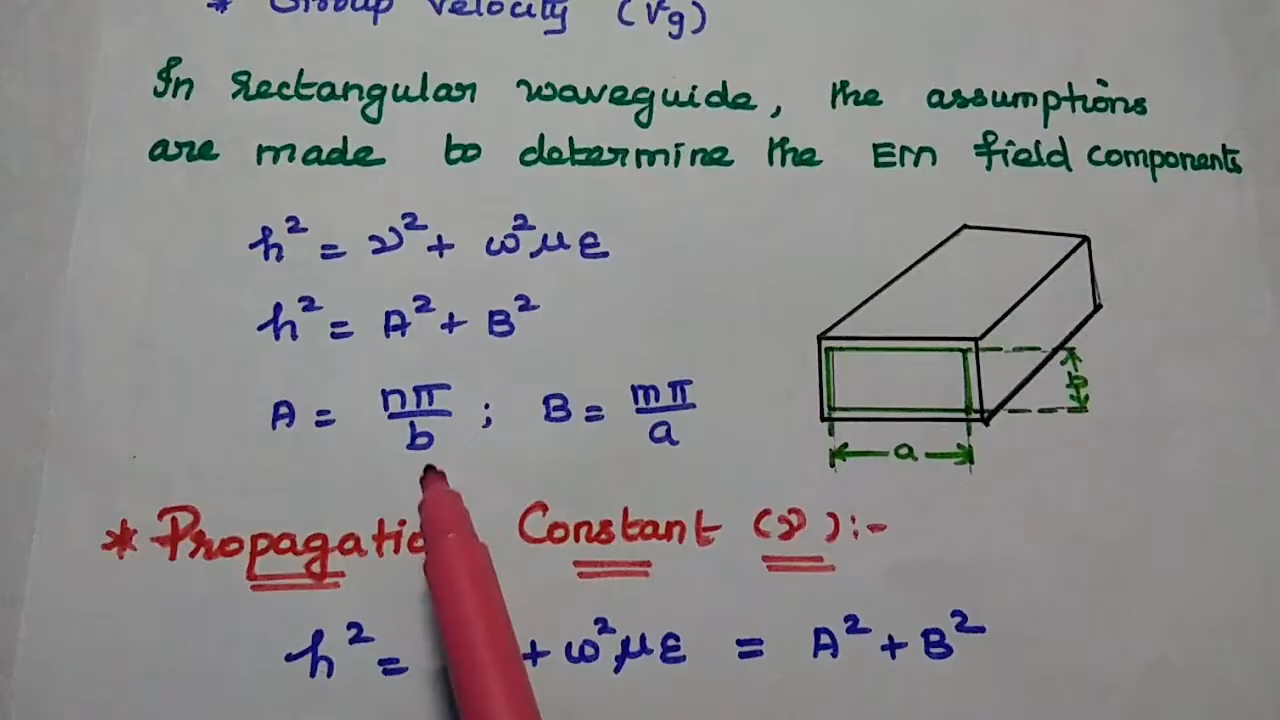 * Group Velocity (Vg)
In rectangular waveguide, the assumptions
are made to determine the EM field components
h² = γ² + ω²με
h² = A² + B²
A = nπ/b ; B = mπ/a
b
a
* Propagation Constant (γ):-
h² = + ω²με = A² + B²